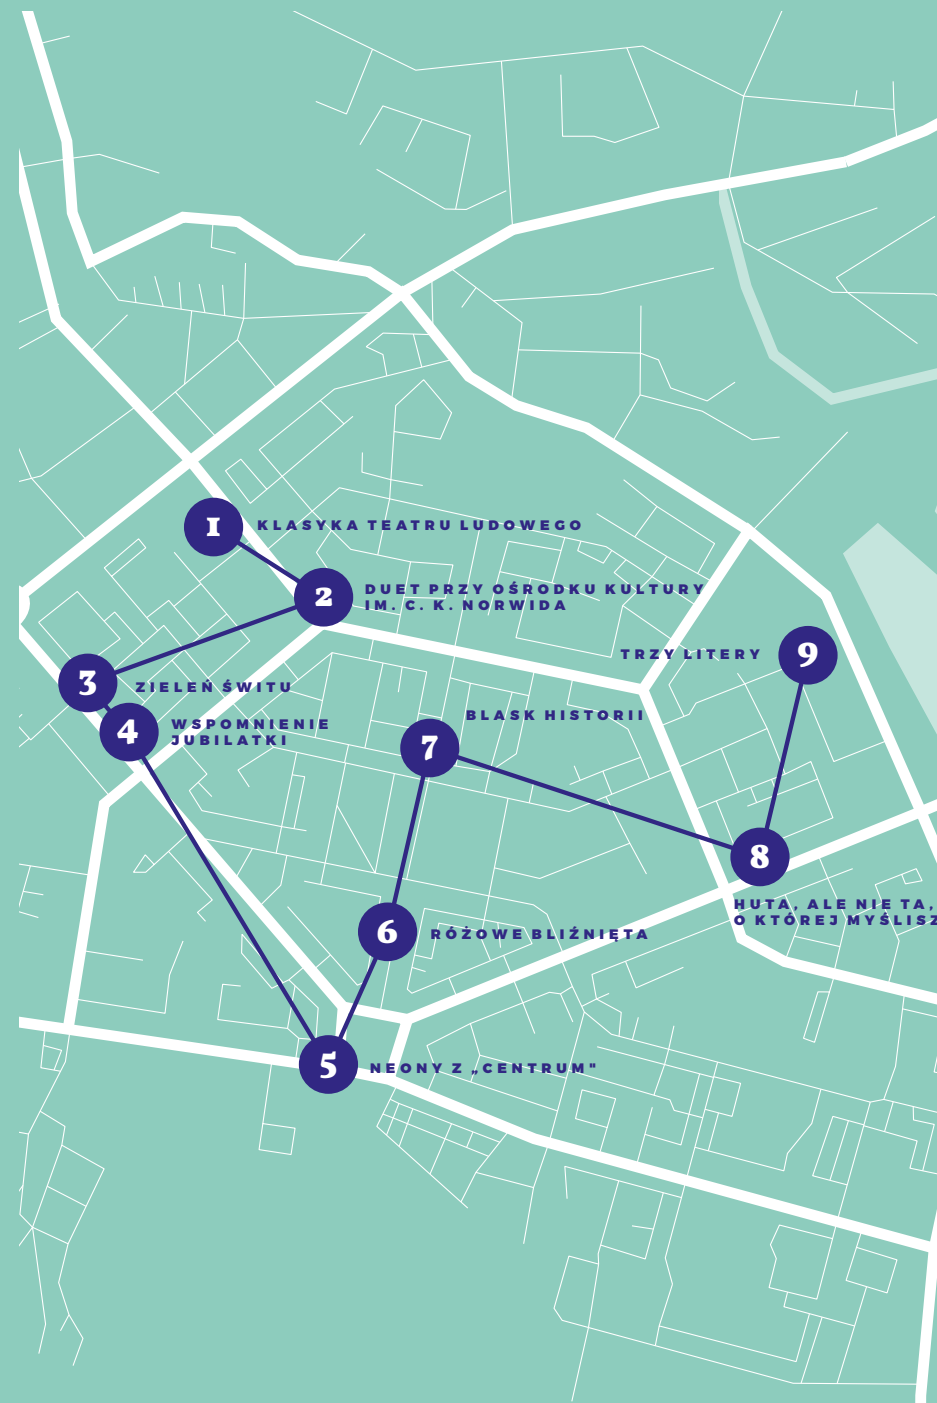 1
KLASYKA TEATRU LUDOWEGO
2
DUET PRZY OŚRODKU KULTURY
IM. C. K. NORWIDA
9
TRZY LITERY
3
ZIELEŃ ŚWITU
4
WSPOMNIENIE
JUBILATKI
7
BLASK HISTORII
8
HUTA, ALE NIE TA,
O KTÓREJ MYŚLISZ
6
RÓŻOWE BLIŹNIĘTA
5
NEONY Z „CENTRUM"